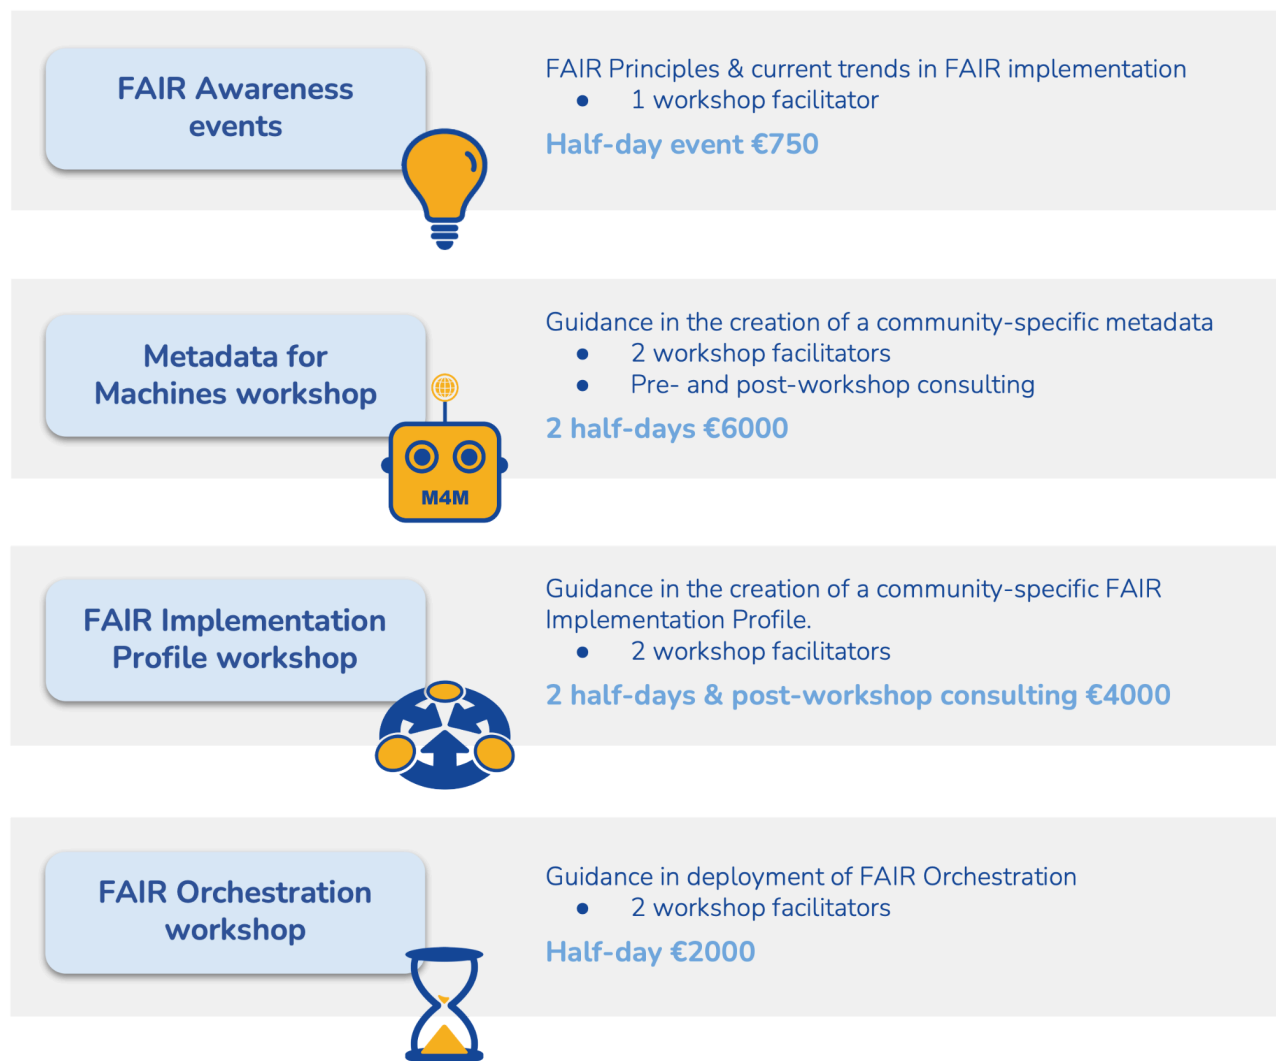 FAIR Awareness
events
FAIR Principles & current trends in FAIR implementation
● 1 workshop facilitator
Half-day event €750
Metadata for
Machines workshop
M4M
Guidance in the creation of a community-specific metadata
● 2 workshop facilitators
● Pre- and post-workshop consulting
2 half-days €6000
FAIR Implementation
Profile workshop
Guidance in the creation of a community-specific FAIR
Implementation Profile.
● 2 workshop facilitators
2 half-days & post-workshop consulting €4000
FAIR Orchestration
workshop
Guidance in deployment of FAIR Orchestration
● 2 workshop facilitators
Half-day €2000